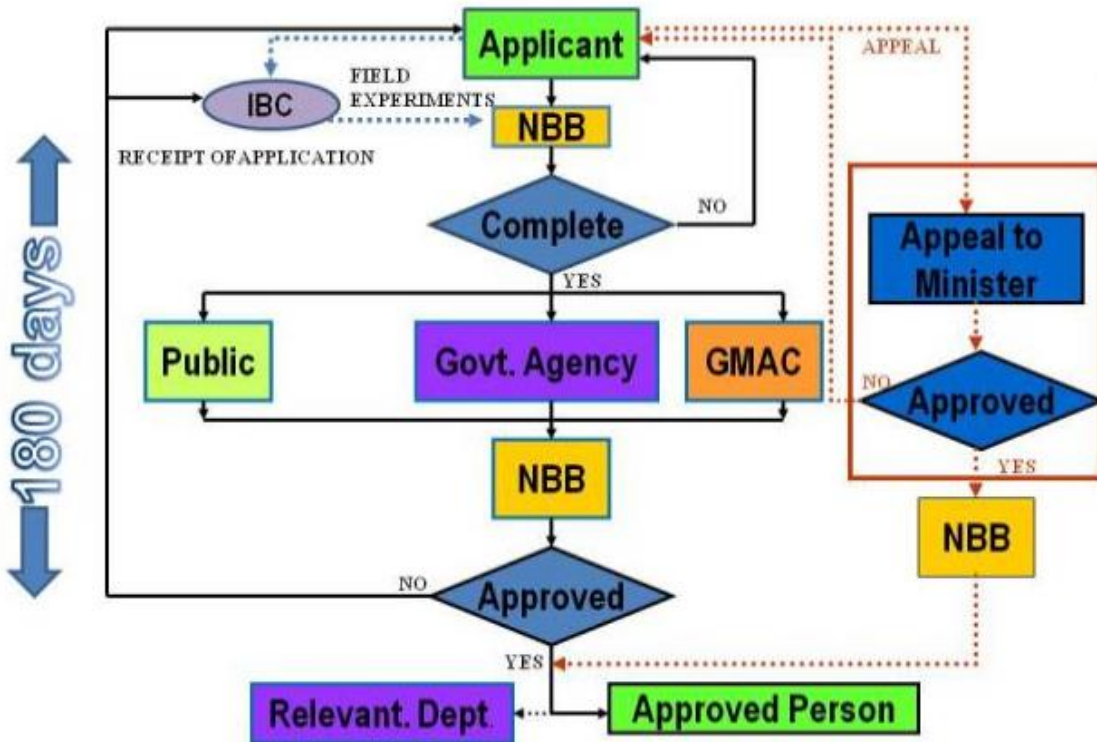 Applicant
APPEAL
FIELD
EXPERIMENTS
IBC
NBB
RECEIPT OFAPPLICATION
180 days
Complete
NO
YES
Appeal to
Minister
Public
Govt. Agency
GMAC
NO
Approved
YES
NBB
NBB
NO
Approved
YES
Relevant. Dept.
Approved Person